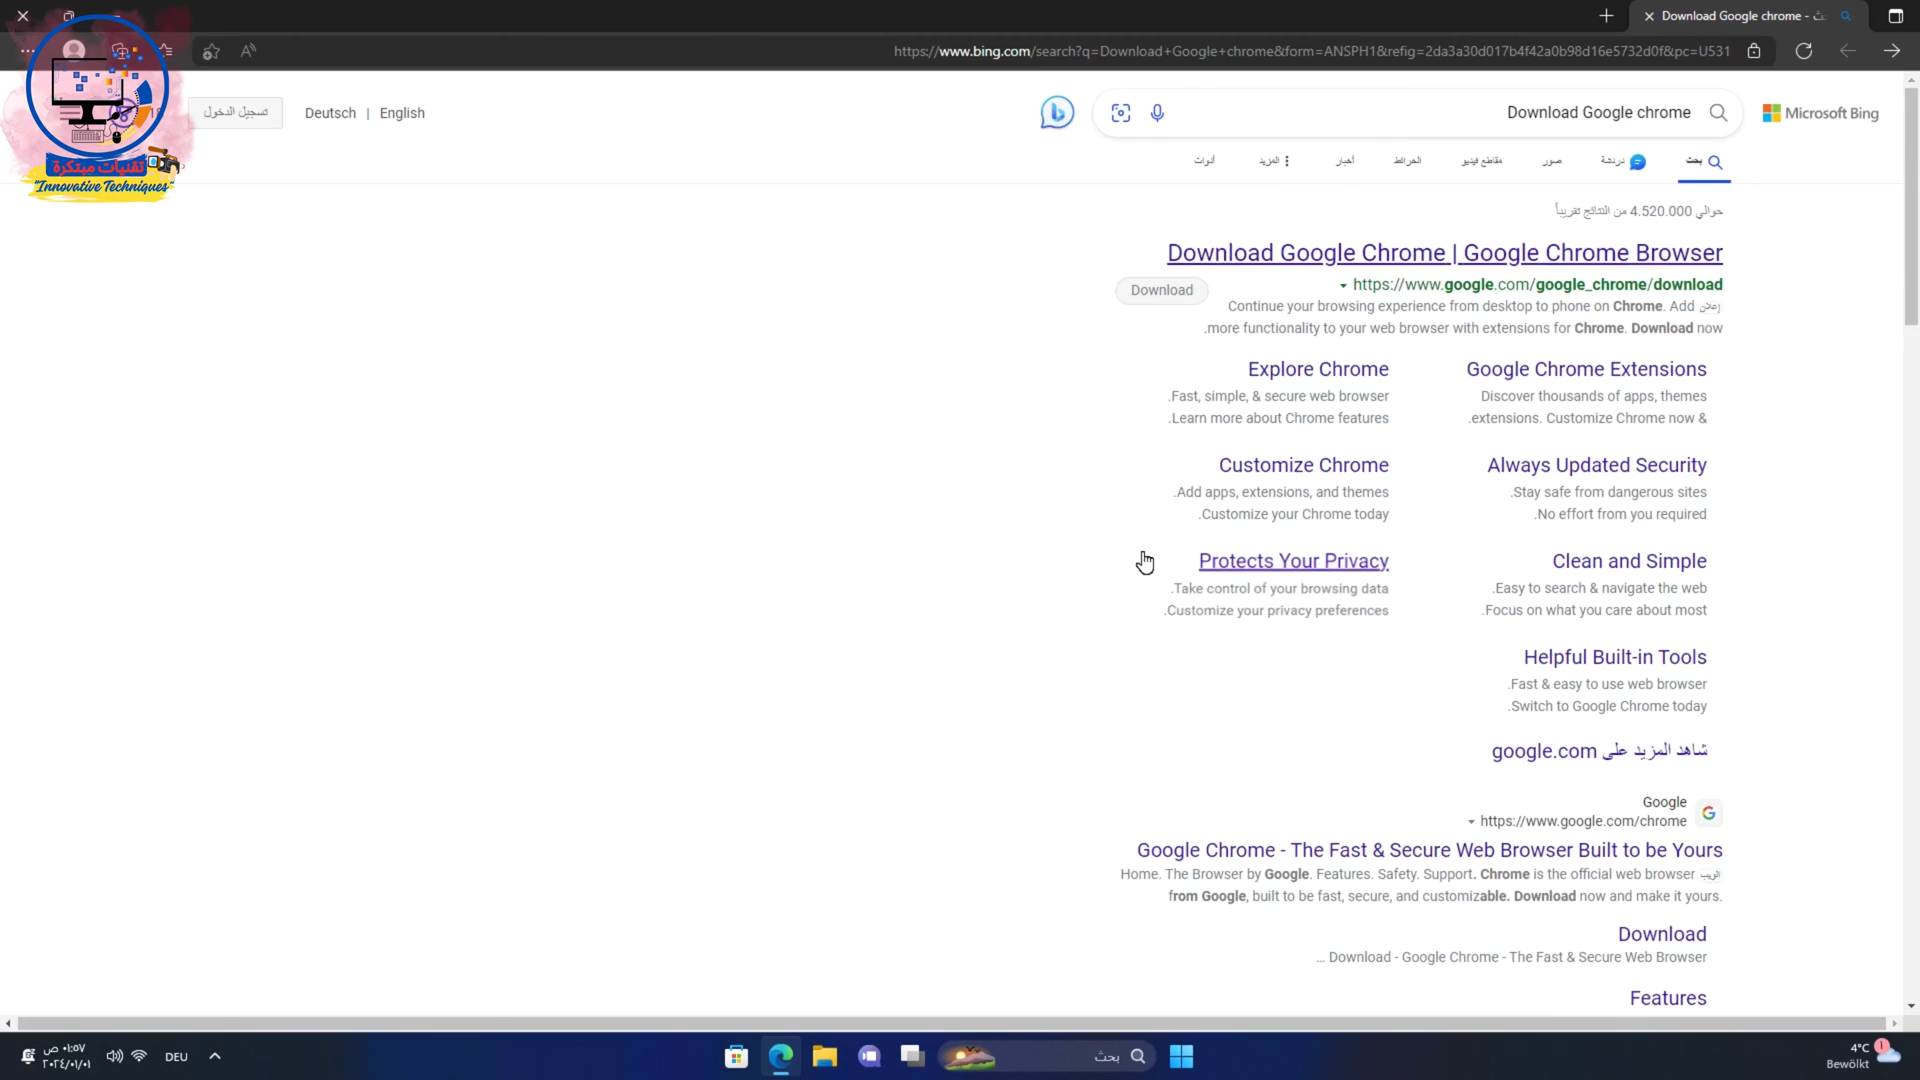 Download Google chrome -
https://www.bing.com/search?q=Download+Google+chrome&form=ANSPH1&refig=2da3a30d017b4f42a0b98d16e5732d0f&pc=U531
Microsoft Bing
Download Google chrome
English | Deutsch
تسجيل الدخول
تقنيات مبتكرة
"Innovative Techniques"
بحث
دردشة
صور
مقاطع فيديو
الخرائط
أخبار
المزيد
أدوات
حوالي 4.520.000 من النتائج تقريباً
Download Google Chrome | Google Chrome Browser
https://www.google.com/google_chrome/download
Download
Continue your browsing experience from desktop to phone on Chrome. Add إعلان
.more functionality to your web browser with extensions for Chrome. Download now
Google Chrome Extensions
Discover thousands of apps, themes
.extensions. Customize Chrome now &
Explore Chrome
.Fast, simple, & secure web browser
.Learn more about Chrome features
Always Updated Security
.Stay safe from dangerous sites
.No effort from you required
Customize Chrome
.Add apps, extensions, and themes
.Customize your Chrome today
Clean and Simple
.Easy to search & navigate the web
.Focus on what you care about most
Protects Your Privacy
.Take control of your browsing data
.Customize your privacy preferences
Helpful Built-in Tools
.Fast & easy to use web browser
.Switch to Google Chrome today
شاهد المزيد على google.com
Google
https://www.google.com/chrome
Google Chrome - The Fast & Secure Web Browser Built to be Yours
Home. The Browser by Google. Features. Safety. Support. Chrome is the official web browser الويب
from Google, built to be fast, secure, and customizable. Download now and make it yours.
Download
... Download - Google Chrome - The Fast & Secure Web Browser
Features
4°C
Bewölkt
بحث
DEU
٠١:٥٧ ص
٢٠٢٤/٠١/٠١